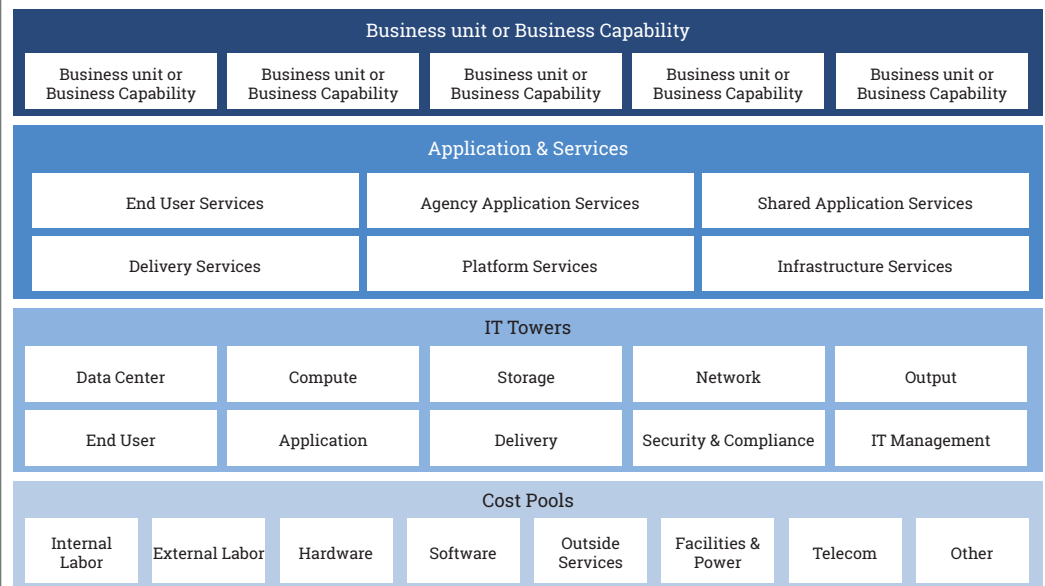 Business unit or Business Capability
Business unit or
Business Capability
Business unit or
Business Capability
Business unit or
Business Capability
Business unit or
Business Capability
Business unit or
Business Capability
Application & Services
End User Services
Agency Application Services
Shared Application Services
Delivery Services
Platform Services
Infrastructure Services
IT Towers
Data Center
Compute
Storage
Network
Output
End User
Application
Delivery
Security & Compliance
IT Management
Cost Pools
Internal
Labor
External Labor
Hardware
Software
Outside
Services
Facilities &
Power
Telecom
Other